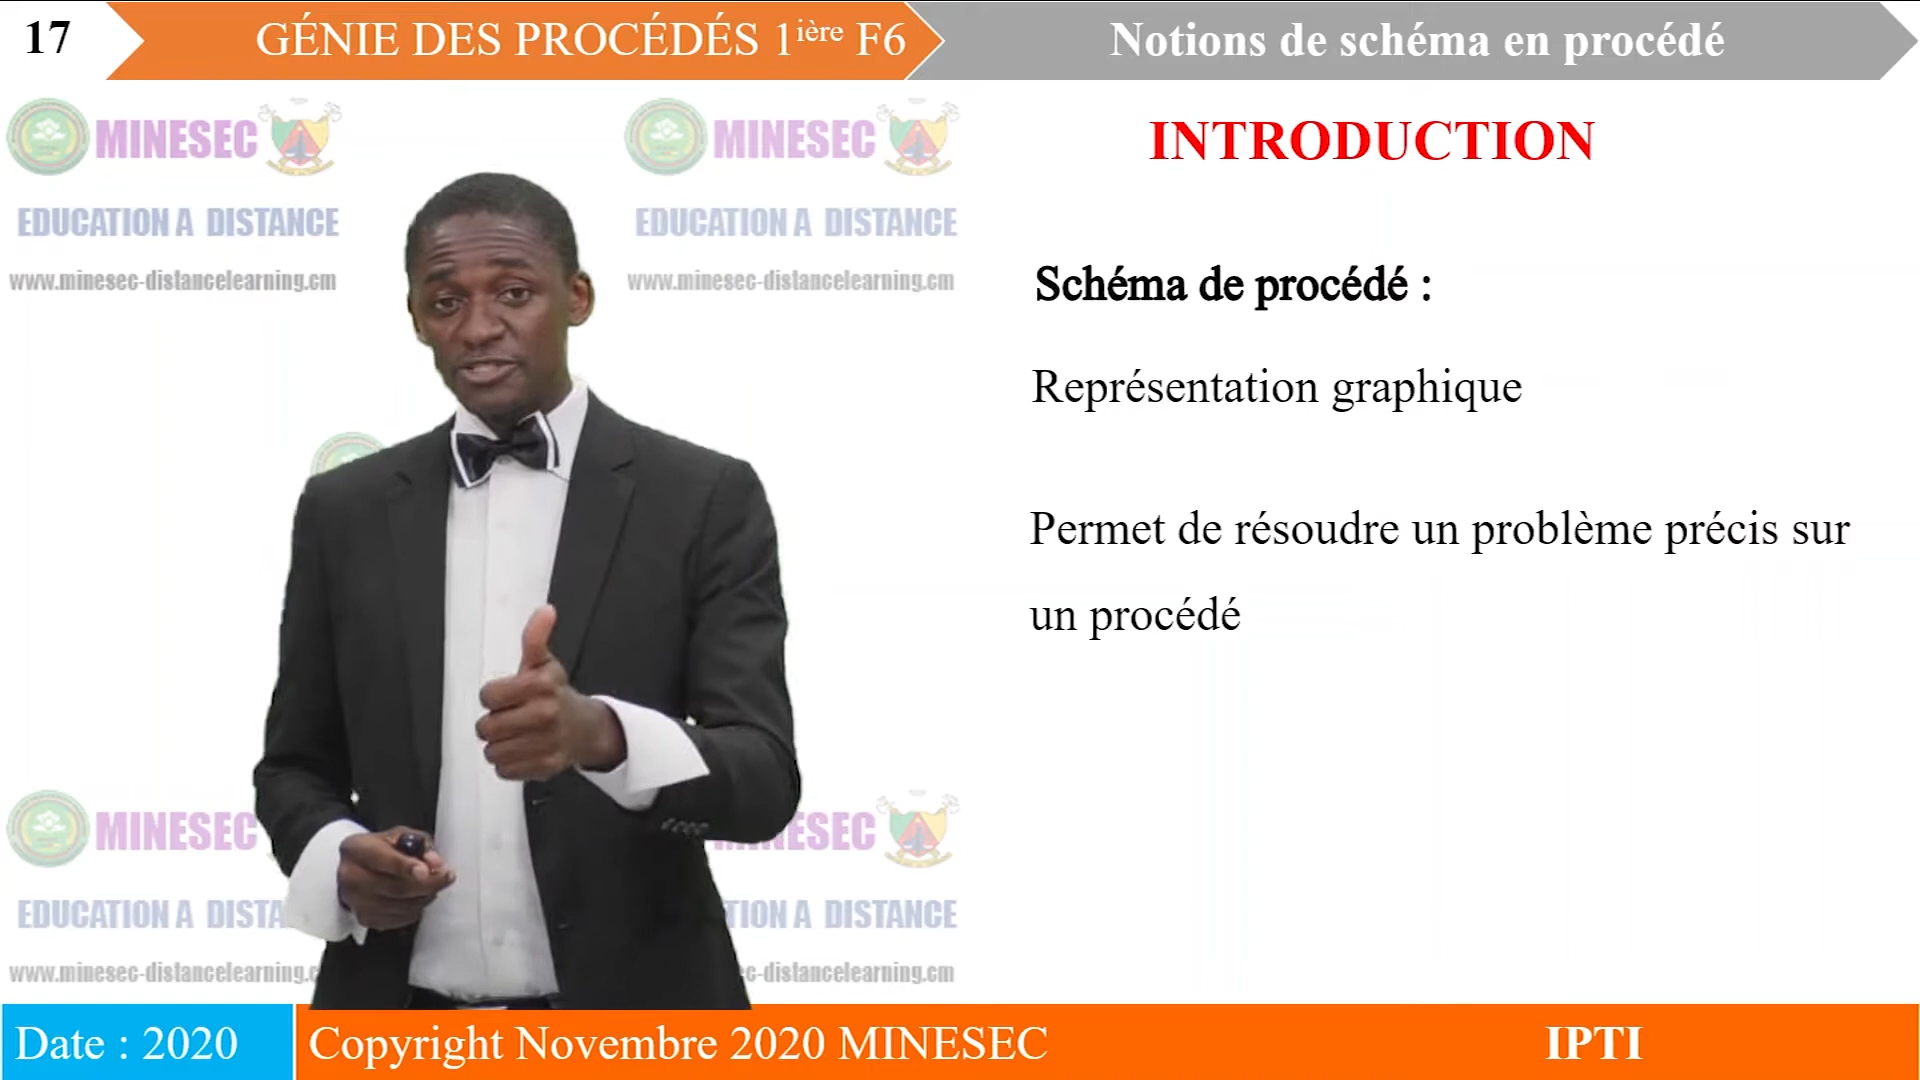 17
GÉNIE DES PROCÉDÉS 1ière F6
Notions de schéma en procédé
MINESEC
EDUCATION A DISTANCE
www.minesec-distancelearning.cm
MINESEC
EDUCATION A DISTANCE
www.minesec-distancelearning.cm
INTRODUCTION
Schéma de procédé :
Représentation graphique
Permet de résoudre un problème précis sur
un procédé
MINESEC
EDUCATION A DISTA
www.minesec-distancelearning.c
NESEC
TION A DISTANCE
c-distancelearning.cm
Date : 2020
Copyright Novembre 2020 MINESEC
IPTI